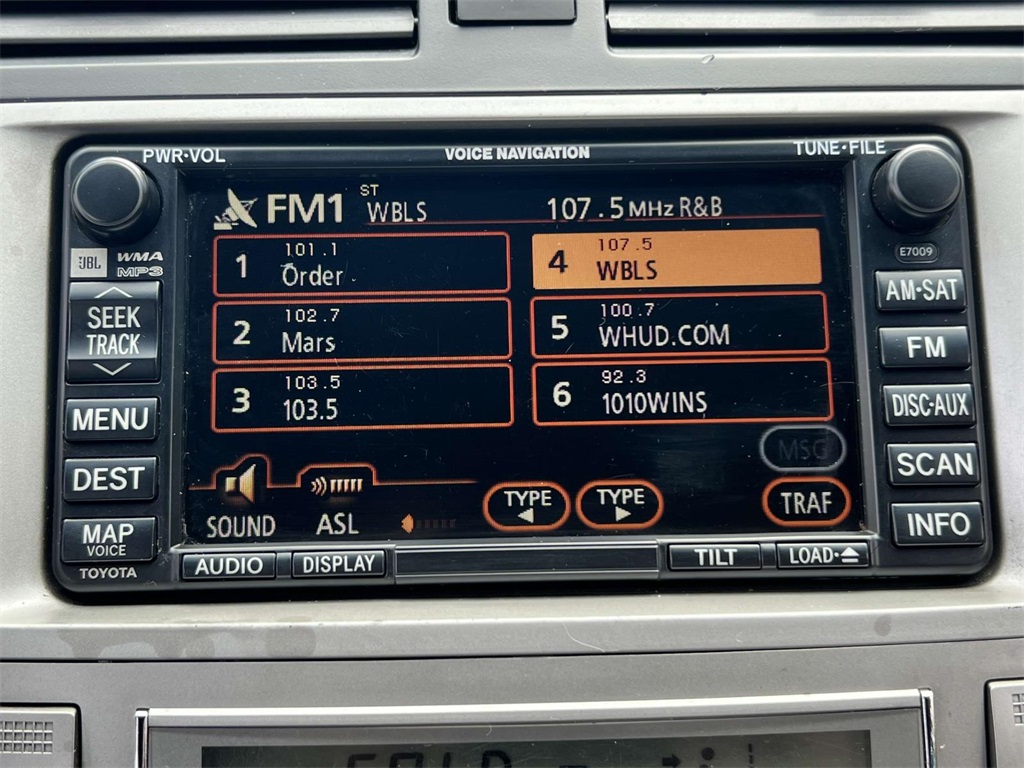 PWR·VOL
VOICE NAVIGATION
TUNE·FILE
FM1
ST
WBLS
107.5MHz R&B
JBL
WMA
MP3
E7009
1
101.1
Order
2
102.7
Mars
3
103.5
103.5
4
107.5
WBLS
5
100.7
WHUD.COM
6
92.3
1010WINS
SEEK
TRACK
MENU
DEST
MAP
VOICE
TOYOTA
AM·SAT
FM
DISC·AUX
SCAN
INFO
MSG
SOUND
ASL
TYPE
TYPE
TRAF
AUDIO
DISPLAY
TILT
LOAD·